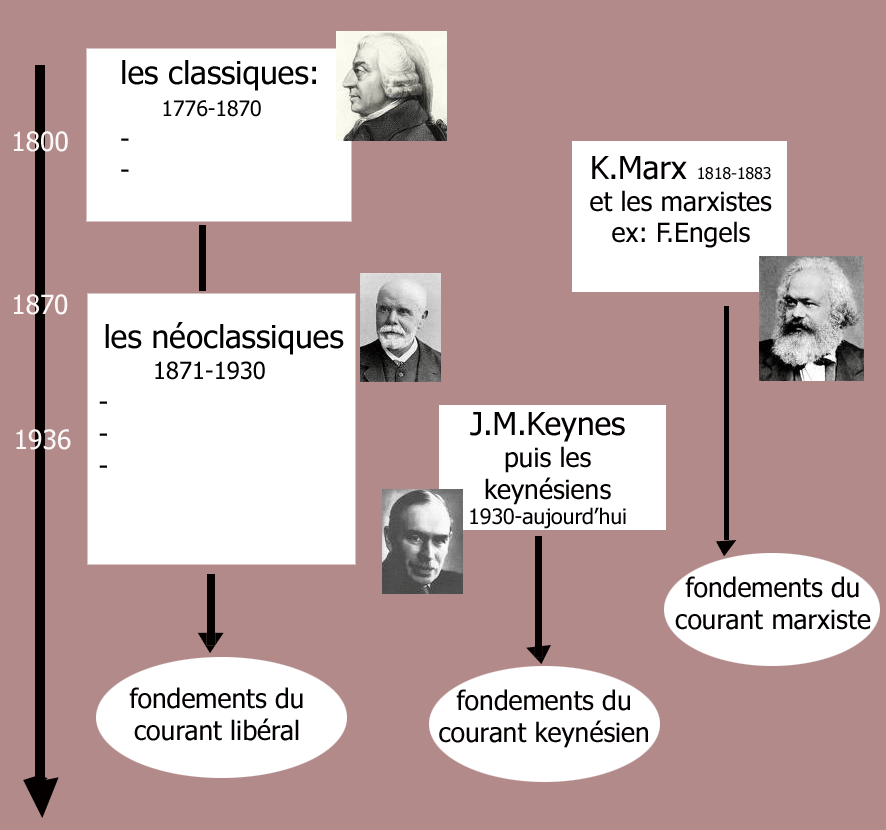 les classiques:
1776-1870
-
-
1800
K.Marx 1818-1883
et les marxistes
ex: F.Engels
1870
les néoclassiques
1871-1930
-
-
-
1936
J.M.Keynes
puis les
keynésiens
1930-aujourd’hui
fondements du
courant marxiste
fondements du
courant libéral
fondements du
courant keynésien